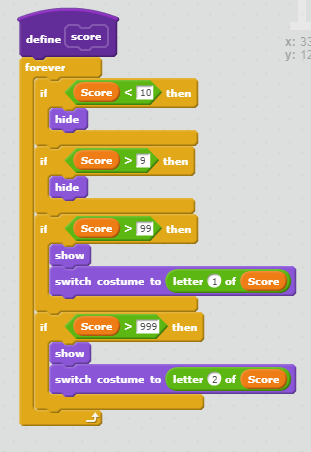 define score
forever
if Score < 10 then
hide
if Score > 9 then
hide
if Score > 99 then
show
switch costume to letter 1 of Score
if Score > 999 then
show
switch costume to letter 2 of Score
x: 33
y: 12